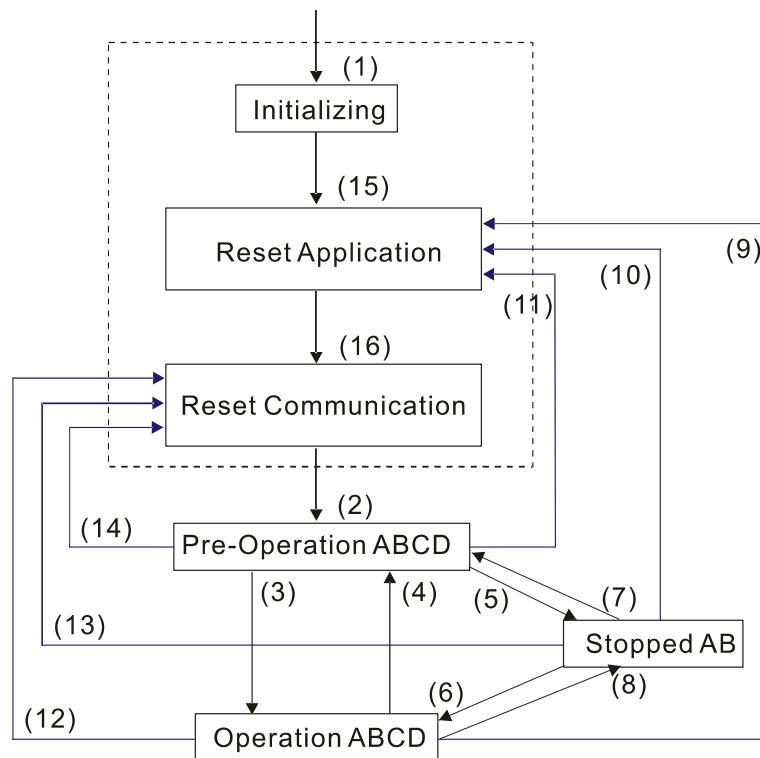 (1)
Initializing
(15)
Reset Application
(9)
(10)
(11)
(16)
Reset Communication
(2)
(14)
Pre-Operation ABCD
(3)
(4)
(5)
(7)
(13)
Stopped AB
(6)
(8)
(12)
Operation ABCD